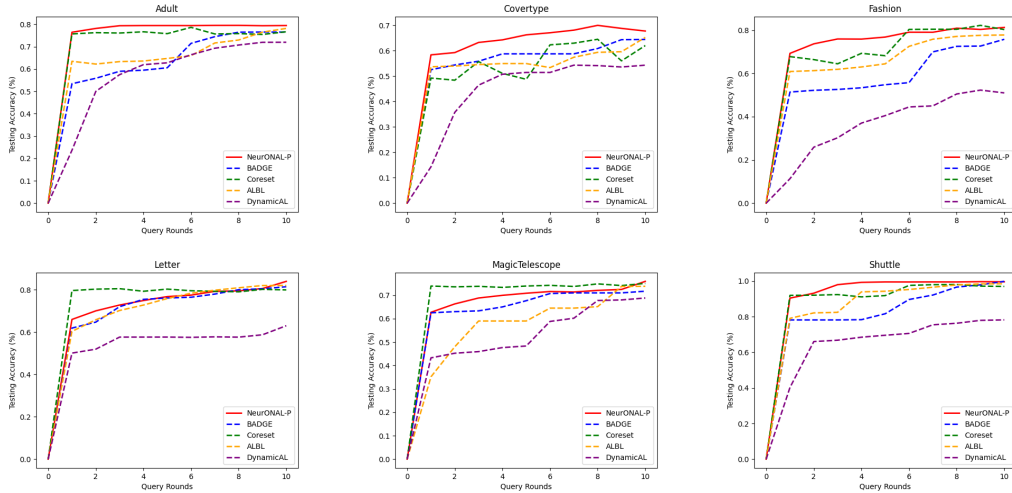 Adult
Testing Accuracy (%)
0.8
0.7
0.6
0.5
0.4
0.3
0.2
0.1
0.0
0 2 4 6 8 10
Query Rounds
NeurONAL-P
BADGE
Coreset
ALBL
DynamicAL
Covertype
Testing Accuracy (%)
0.7
0.6
0.5
0.4
0.3
0.2
0.1
0.0
0 2 4 6 8 10
Query Rounds
NeurONAL-P
BADGE
Coreset
ALBL
DynamicAL
Fashion
Testing Accuracy (%)
0.8
0.6
0.4
0.2
0.0
0 2 4 6 8 10
Query Rounds
NeurONAL-P
BADGE
Coreset
ALBL
DynamicAL
Letter
Testing Accuracy (%)
0.8
0.6
0.4
0.2
0.0
0 2 4 6 8 10
Query Rounds
NeurONAL-P
BADGE
Coreset
ALBL
DynamicAL
MagicTelescope
Testing Accuracy (%)
0.7
0.6
0.5
0.4
0.3
0.2
0.1
0.0
0 2 4 6 8 10
Query Rounds
NeurONAL-P
BADGE
Coreset
ALBL
DynamicAL
Shuttle
Testing Accuracy (%)
1.0
0.8
0.6
0.4
0.2
0.0
0 2 4 6 8 10
Query Rounds
NeurONAL-P
BADGE
Coreset
ALBL
DynamicAL